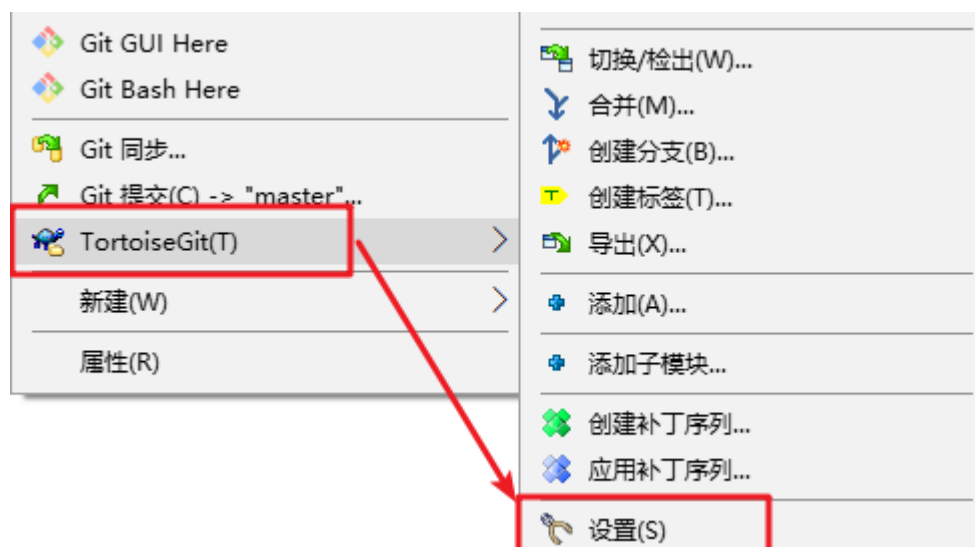 Git GUI Here
Git Bash Here
Git 同步...
Git 提交(C) -> "master"...
TortoiseGit(T)
新建(W)
属性(R)
切换/检出(W)...
合并(M)...
创建分支(B)...
创建标签(T)...
导出(X)...
添加(A)...
添加子模块...
创建补丁序列...
应用补丁序列...
设置(S)